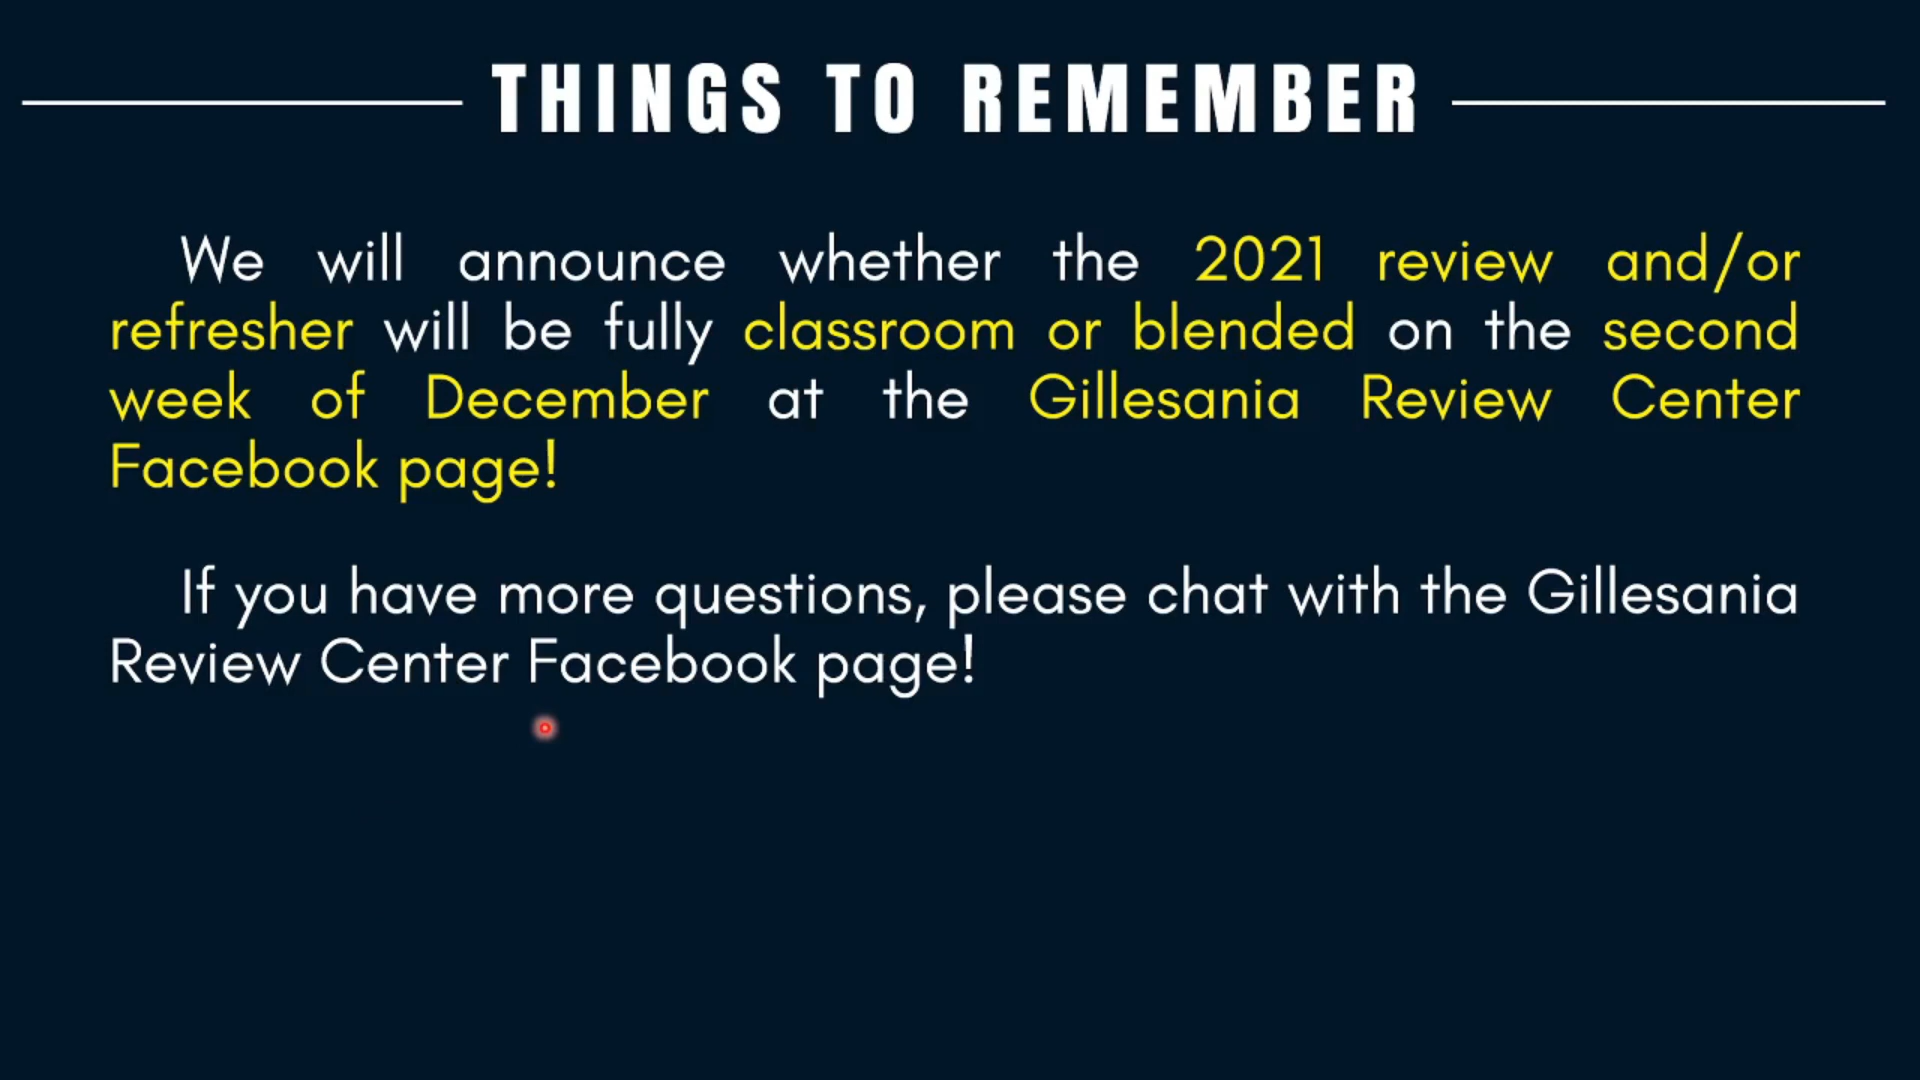 THINGS TO REMEMBER
We will announce whether the 2021 review and/or
refresher will be fully classroom or blended on the second
week of December at the Gillesania Review Center
Facebook page!
If you have more questions, please chat with the Gillesania
Review Center Facebook page!